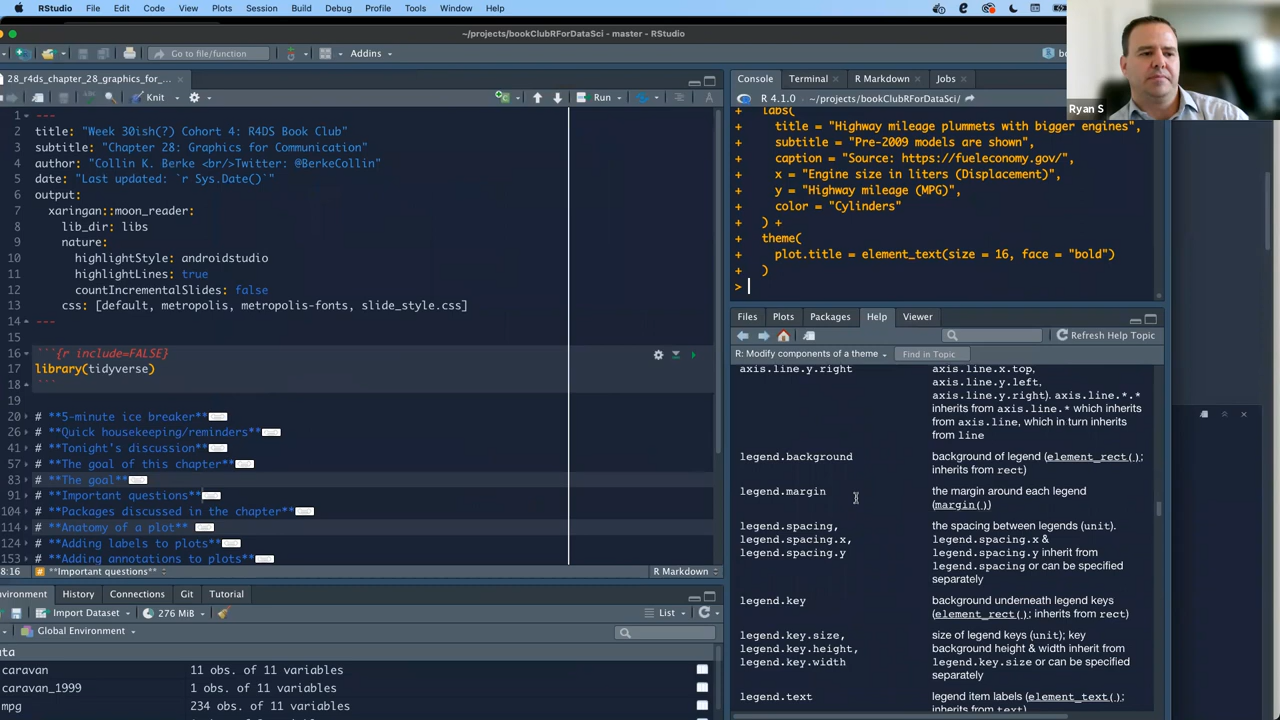 RStudio File Edit Code View Plots Session Build Debug Profile Tools Window Help
~/projects/bookClubRForDataSci - master - RStudio
Go to file/function Addins
28_r4ds_chapter_28_graphics_for_...
Knit Run
1 ---
2 title: "Week 30ish(?) Cohort 4: R4DS Book Club"
3 subtitle: "Chapter 28: Graphics for Communication"
4 author: "Collin K. Berke <br/>Twitter: @BerkeCollin"
5 date: "Last updated: `r Sys.Date()`"
6 output:
7 xaringan::moon_reader:
8 lib_dir: libs
9 nature:
10 highlightStyle: androidstudio
11 highlightLines: true
12 countIncrementalSlides: false
13 css: [default, metropolis, metropolis-fonts, slide_style.css]
14 ---
15
16 ```{r include=FALSE}
17 library(tidyverse)
18 ```
19
20 # **5-minute ice breaker**
26 # **Quick housekeeping/reminders**
41 # **Tonight's discussion**
57 # **The goal of this chapter**
83 # **The goal**
91 # **Important questions**
104 # **Packages discussed in the chapter**
114 # **Anatomy of a plot**
124 # **Adding labels to plots**
153 # **Adding annotations to plots**
8:16 **Important questions** R Markdown
nvironment History Connections Git Tutorial
Import Dataset 276 MiB List
Global Environment
ata
caravan 11 obs. of 11 variables
caravan_1999 1 obs. of 11 variables
mpg 234 obs. of 11 variables
Console Terminal R Markdown Jobs
R 4.1.0 ~/projects/bookClubRForDataSci/
+ labs(
+ title = "Highway mileage plummets with bigger engines",
+ subtitle = "Pre-2009 models are shown",
+ caption = "Source: https://fueleconomy.gov/",
+ x = "Engine size in liters (Displacement)",
+ y = "Highway mileage (MPG)",
+ color = "Cylinders"
+ ) +
+ theme(
+ plot.title = element_text(size = 16, face = "bold")
+ )
>
Files Plots Packages Help Viewer
Refresh Help Topic
R: Modify components of a theme Find in Topic
axis.line.y.right axis.line.x.top,
axis.line.y.left,
axis.line.y.right). axis.line.*.*
inherits from axis.line.* which inherits
from axis.line, which in turn inherits
from line
legend.background background of legend (element_rect();
inherits from rect)
legend.margin the margin around each legend
(margin())
legend.spacing, the spacing between legends (unit).
legend.spacing.x, legend.spacing.x &
legend.spacing.y legend.spacing.y inherit from
legend.spacing or can be specified
separately
legend.key background underneath legend keys
(element_rect(); inherits from rect)
legend.key.size, size of legend keys (unit); key
legend.key.height, background height & width inherit from
legend.key.width legend.key.size or can be specified
separately
legend.text legend item labels (element_text();
inherits from text)
Ryan S